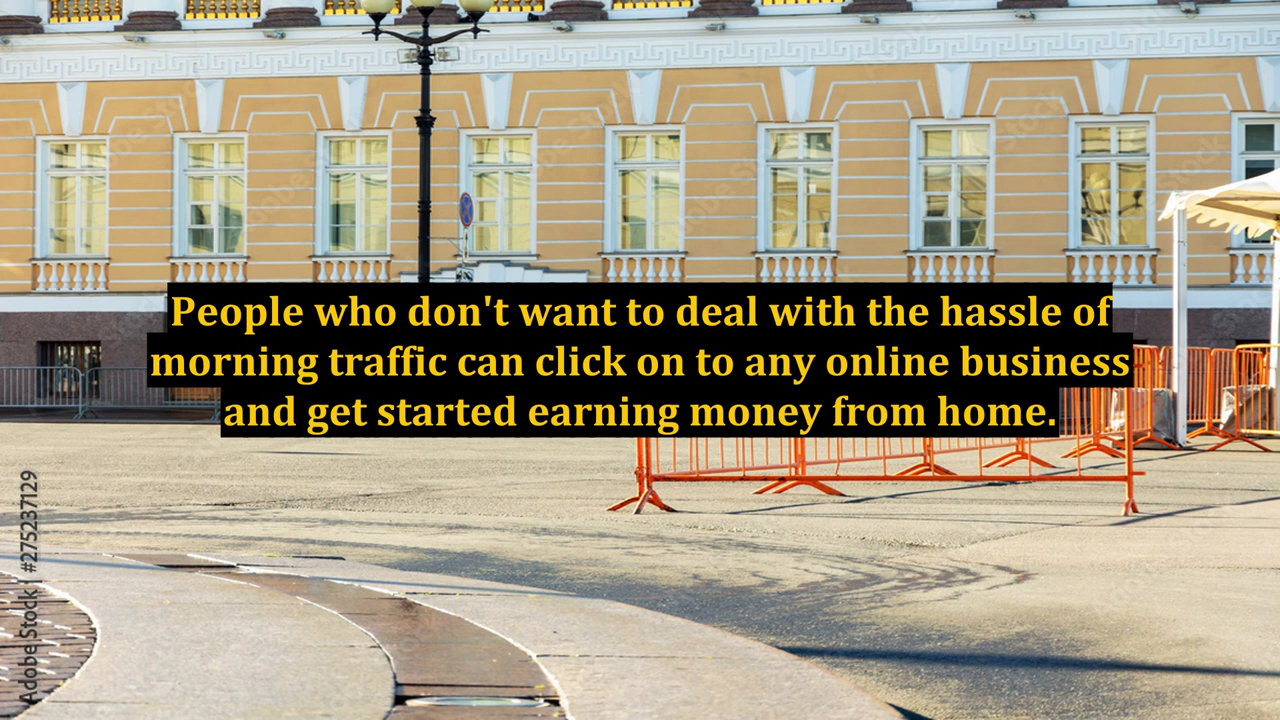 People who don't want to deal with the hassle of
morning traffic can click on to any online business
and get started earning money from home.
Adobe Stock | #275237129